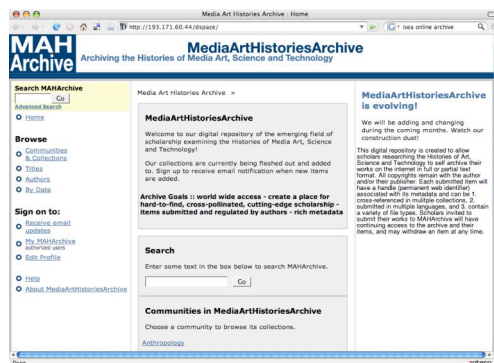 Media Art Histories Archive : Home
http://193.171.60.44/dspace/
isea online archive
MAH
Archive
MediaArtHistoriesArchive
Archiving the Histories of Media Art, Science and Technology
Search MAHArchive
Go
Advanced Search
Home
Browse
Communities
& Collections
Titles
Authors
By Date
Sign on to:
Receive email
updates
My MAHArchive
authorized users
Edit Profile
Help
About MediaArtHistoriesArchive
Media Art Histories Archive >
MediaArtHistoriesArchive
Welcome to our digital repository of the emerging field of
scholarship examining the Histories of Media Art, Science
and Technology!
Our collections are currently being fleshed out and added
to. Sign up to receive email notification when new items
are added.
Archive Goals :: world wide access - create a place for
hard-to-find, cross-pollinated, cutting-edge scholarship -
items submitted and regulated by authors - rich metadata
Search
Enter some text in the box below to search MAHArchive.
Go
Communities in MediaArtHistoriesArchive
Choose a community to browse its collections.
Anthropology
MediaArtHistoriesArchive
is evolving!
We will be adding and changing
during the coming months. Watch our
construction dust!
This digital repository is created to allow
scholars researching the Histories of Art,
Science and Technology to self archive their
works on the internet in full or partial text
format. All copyrights remain with the author
and/or their publisher. Each submitted item will
have a handle (permanent web identifier)
associated with its metadata and can be 1.
cross-referenced in mulitple collections, 2.
submitted in multiple languages, and 3. contain
a variety of file types. Scholars invited to
submit their works to MAHArchive will have
continuing access to the archive and their
items, and may withdraw an item at any time.
Done
zotero